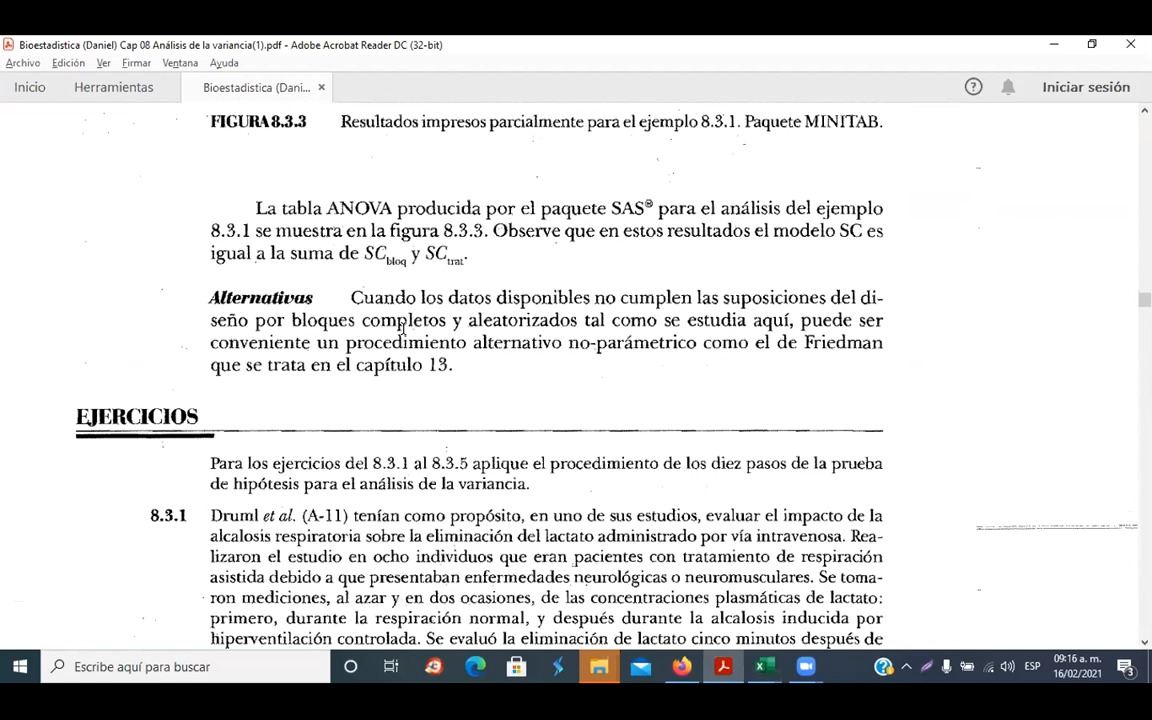 Bioestadistica (Daniel) Cap 08 Análisis de la variancia(1).pdf - Adobe Acrobat Reader DC (32-bit)
Archivo Edición Ver Firmar Ventana Ayuda
Inicio Herramientas Bioestadistica (Dani... × Iniciar sesión
FIGURA 8.3.3 Resultados impresos parcialmente para el ejemplo 8.3.1. Paquete MINITAB.
La tabla ANOVA producida por el paquete SAS® para el análisis del ejemplo
8.3.1 se muestra en la figura 8.3.3. Observe que en estos resultados el modelo SC es
igual a la suma de SCbloq y SCtrat.
Alternativas Cuando los datos disponibles no cumplen las suposiciones del di-
seño por bloques completos y aleatorizados tal como se estudia aquí, puede ser
conveniente un procedimiento alternativo no-parámetrico como el de Friedman
que se trata en el capítulo 13.
EJERCICIOS
Para los ejercicios del 8.3.1 al 8.3.5 aplique el procedimiento de los diez pasos de la prueba
de hipótesis para el análisis de la variancia.
8.3.1 Druml et al. (A-11) tenían como propósito, en uno de sus estudios, evaluar el impacto de la
alcalosis respiratoria sobre la eliminación del lactato administrado por vía intravenosa. Rea-
lizaron el estudio en ocho individuos que eran pacientes con tratamiento de respiración
asistida debido a que presentaban enfermedades neurológicas o neuromusculares. Se toma-
ron mediciones, al azar y en dos ocasiones, de las concentraciones plasmáticas de lactato:
primero, durante la respiración normal, y después durante la alcalosis inducida por
hiperventilación controlada. Se evaluó la eliminación de lactato cinco minutos después de
Escribe aquí para buscar ESP 09:16 a. m.
16/02/2021